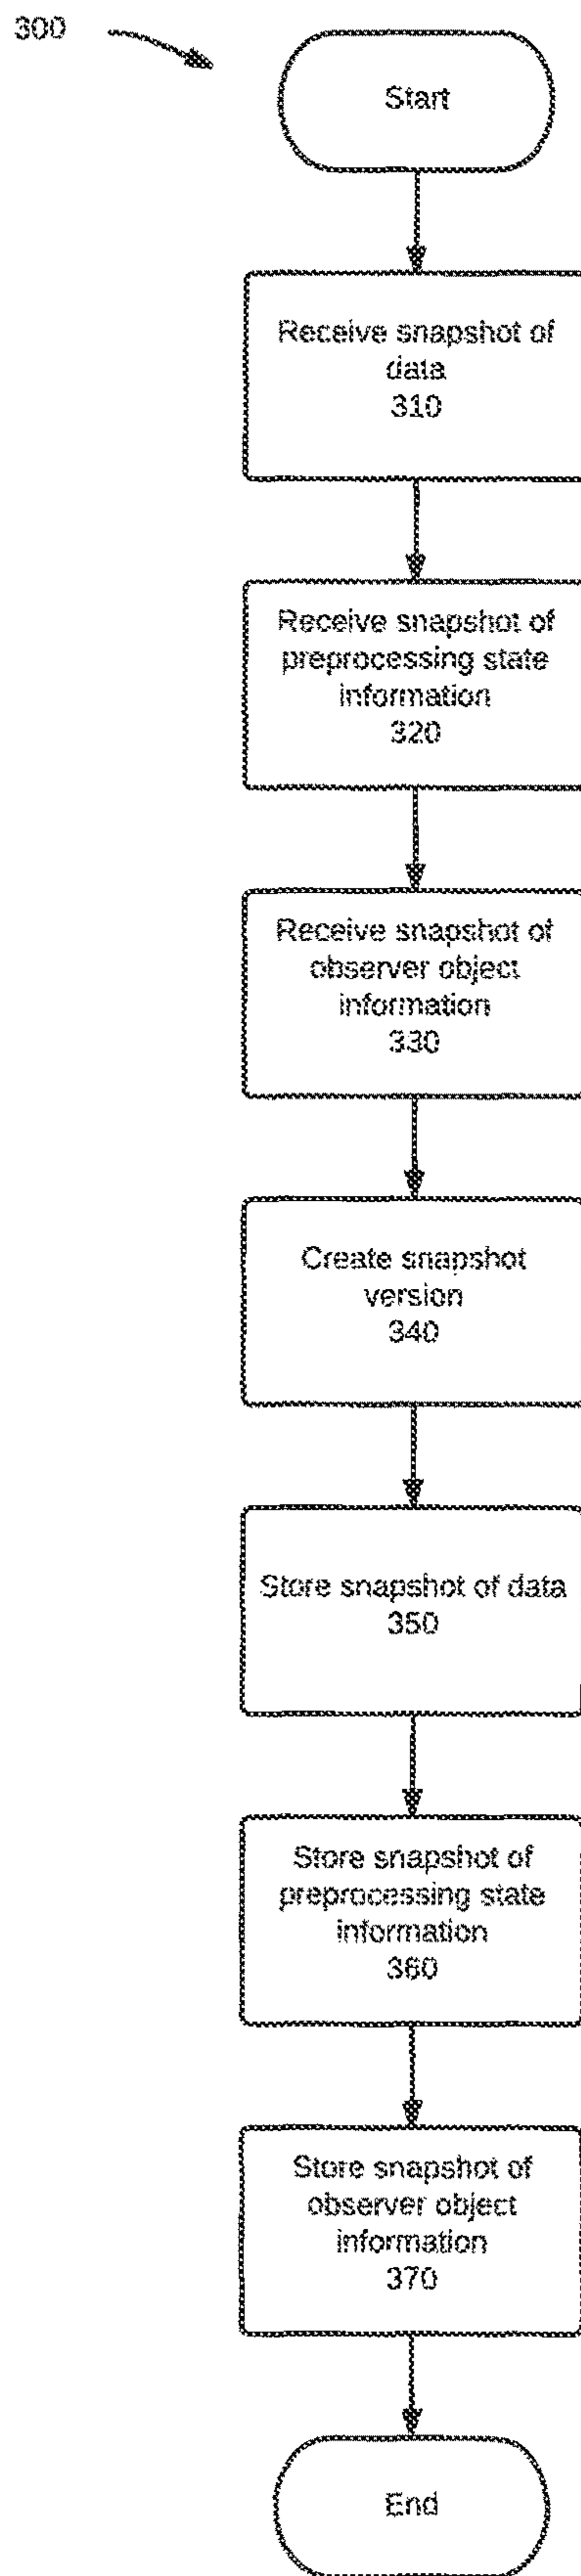 300
Start
Receive snapshot of
data
310
Receive snapshot of
preprocessing state
information
320
Receive snapshot of
observer object
information
330
Create snapshot
version
340
Store snapshot of data
350
Store snapshot of
preprocessing state
information
360
Store snapshot of
observer object
information
370
End